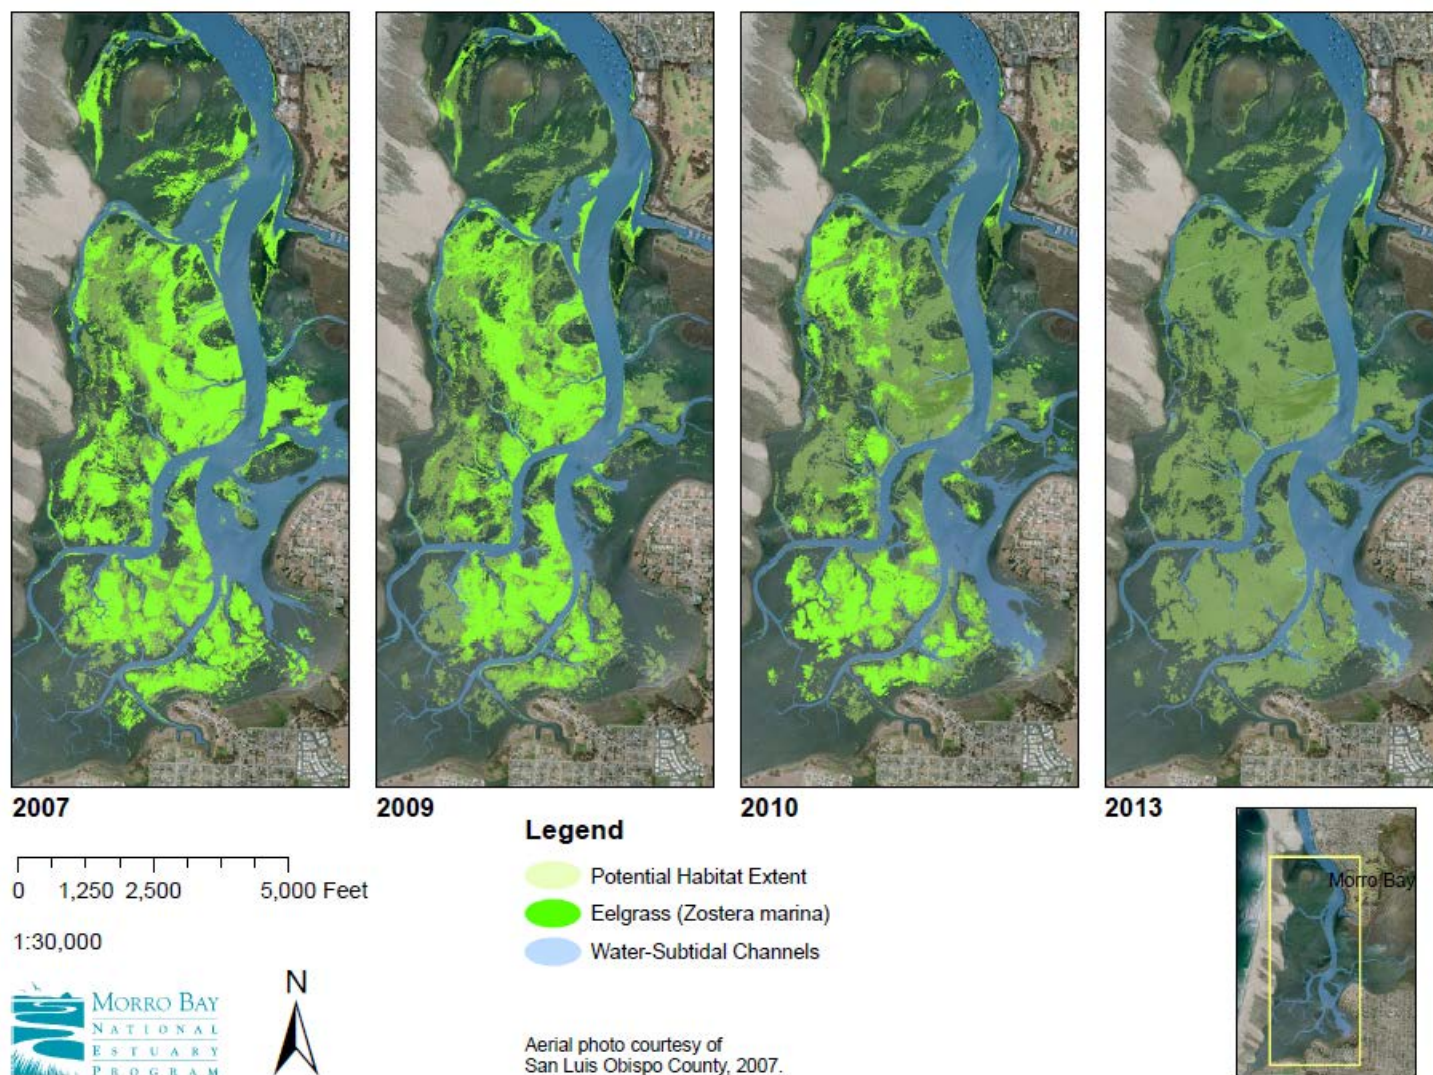 2007
2009
2010
2013
0 1,250 2,500 5,000 Feet
1:30,000
MORRO BAY
NATIONAL
ESTUARY
PROGRAM
N
Legend
Potential Habitat Extent
Eelgrass (Zostera marina)
Water-Subtidal Channels
Aerial photo courtesy of
San Luis Obispo County, 2007.
Morro Bay